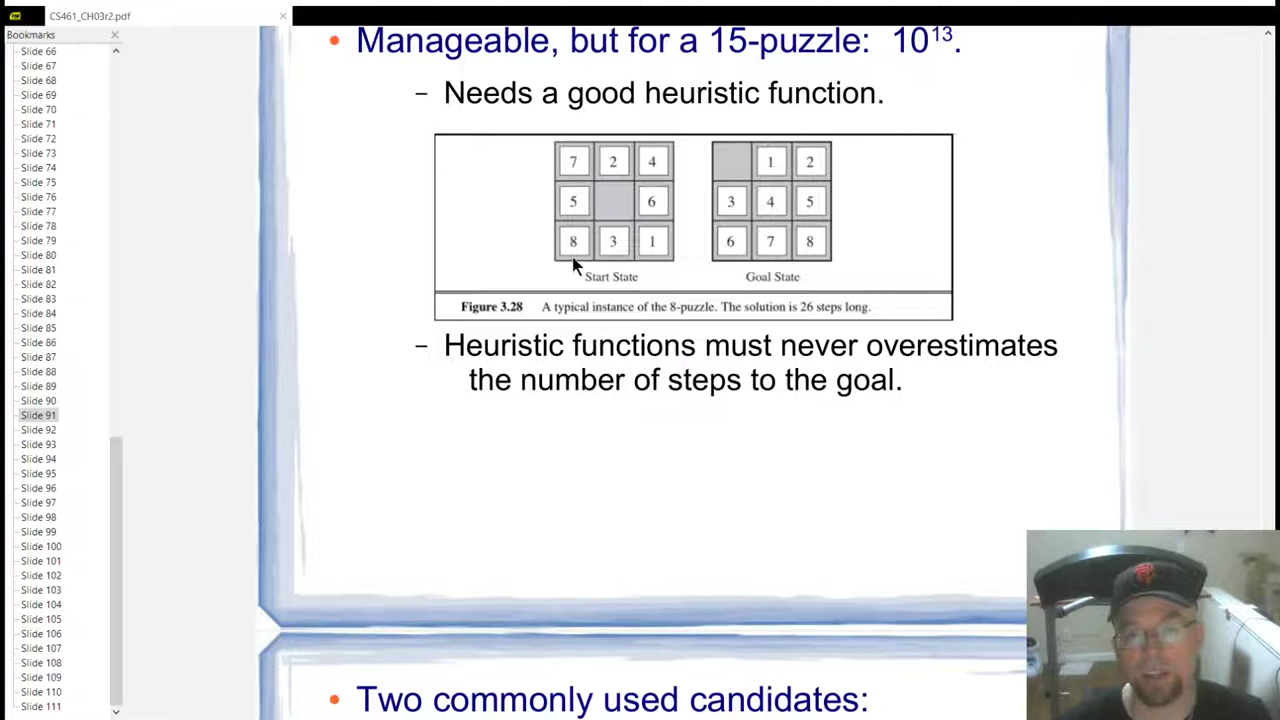 CS461_CH03r2.pdf
Bookmarks
Slide 66
Slide 67
Slide 68
Slide 69
Slide 70
Slide 71
Slide 72
Slide 73
Slide 74
Slide 75
Slide 76
Slide 77
Slide 78
Slide 79
Slide 80
Slide 81
Slide 82
Slide 83
Slide 84
Slide 85
Slide 86
Slide 87
Slide 88
Slide 89
Slide 90
Slide 91
Slide 92
Slide 93
Slide 94
Slide 95
Slide 96
Slide 97
Slide 98
Slide 99
Slide 100
Slide 101
Slide 102
Slide 103
Slide 104
Slide 105
Slide 106
Slide 107
Slide 108
Slide 109
Slide 110
Slide 111
• Manageable, but for a 15-puzzle: 10¹³.
– Needs a good heuristic function.
7 2 4
5 6
8 3 1
Start State
1 2
3 4 5
6 7 8
Goal State
Figure 3.28 A typical instance of the 8-puzzle. The solution is 26 steps long.
– Heuristic functions must never overestimates
the number of steps to the goal.
• Two commonly used candidates: